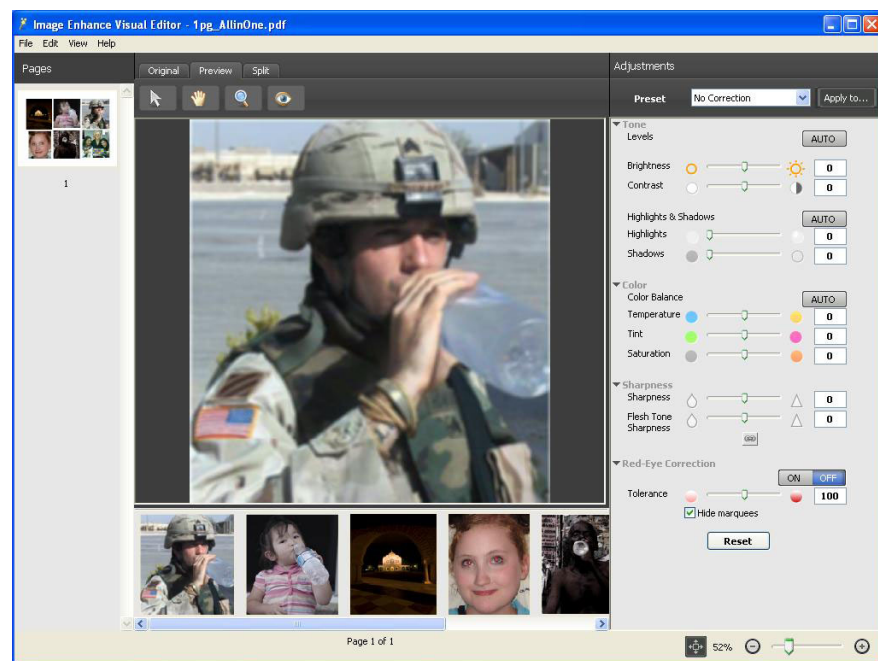 Image Enhance Visual Editor - 1pg_AllinOne.pdf
File Edit View Help
Pages
Original Preview Split
Adjustments
Preset No Correction Apply to...
1
Tone
Levels AUTO
Brightness 0
Contrast 0
Highlights & Shadows AUTO
Highlights 0
Shadows 0
Color
Color Balance AUTO
Temperature 0
Tint 0
Saturation 0
Sharpness
Sharpness 0
Flesh Tone
Sharpness 0
Red-Eye Correction
ON OFF
Tolerance 100
Hide marquees
Reset
Page 1 of 1
52%